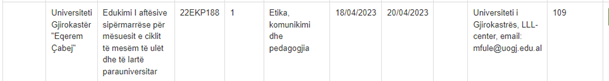 Universiteti
Gjirokastër
"Eqerem
Çabej"
Edukimi I aftësive
sipërmarrëse për
mësuesit e ciklit
të mesëm të ulët
dhe të lartë
parauniversitar
22EKP188
1
Etika,
komunikimi
dhe
pedagogjia
18/04/2023
20/04/2023
Universiteti i
Gjirokastrës, LLL-
center, email:
mfule@uogj.edu.al
109